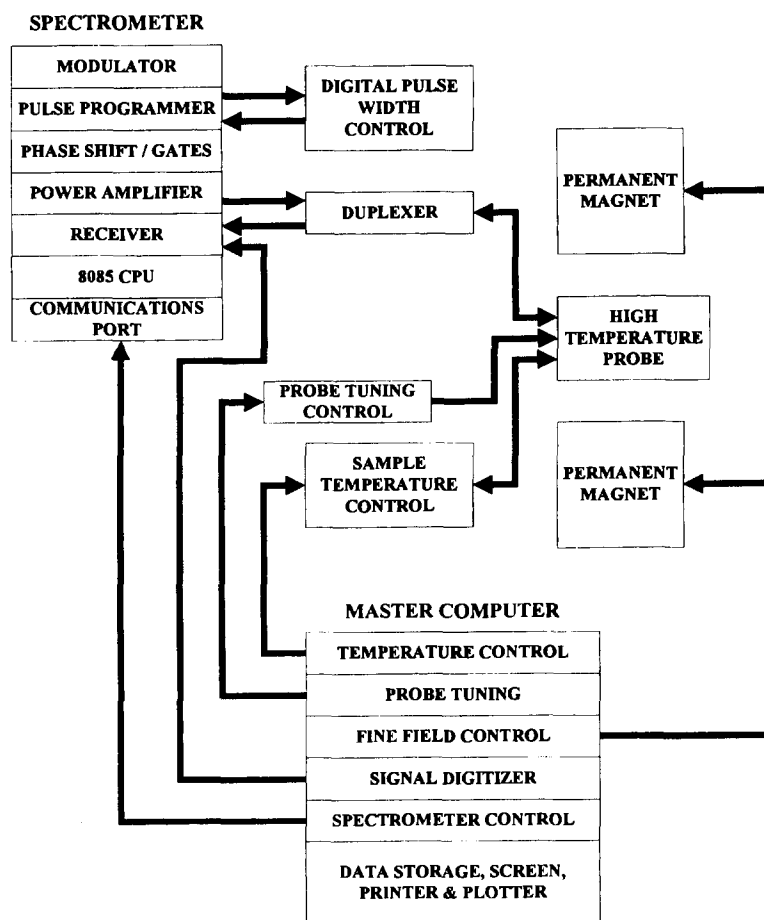 SPECTROMETER
MODULATOR
PULSE PROGRAMMER
PHASE SHIFT / GATES
POWER AMPLIFIER
RECEIVER
8085 CPU
COMMUNICATIONS
PORT
DIGITAL PULSE
WIDTH
CONTROL
DUPLEXER
PERMANENT
MAGNET
HIGH
TEMPERATURE
PROBE
PROBE TUNING
CONTROL
SAMPLE
TEMPERATURE
CONTROL
PERMANENT
MAGNET
MASTER COMPUTER
TEMPERATURE CONTROL
PROBE TUNING
FINE FIELD CONTROL
SIGNAL DIGITIZER
SPECTROMETER CONTROL
DATA STORAGE, SCREEN,
PRINTER & PLOTTER